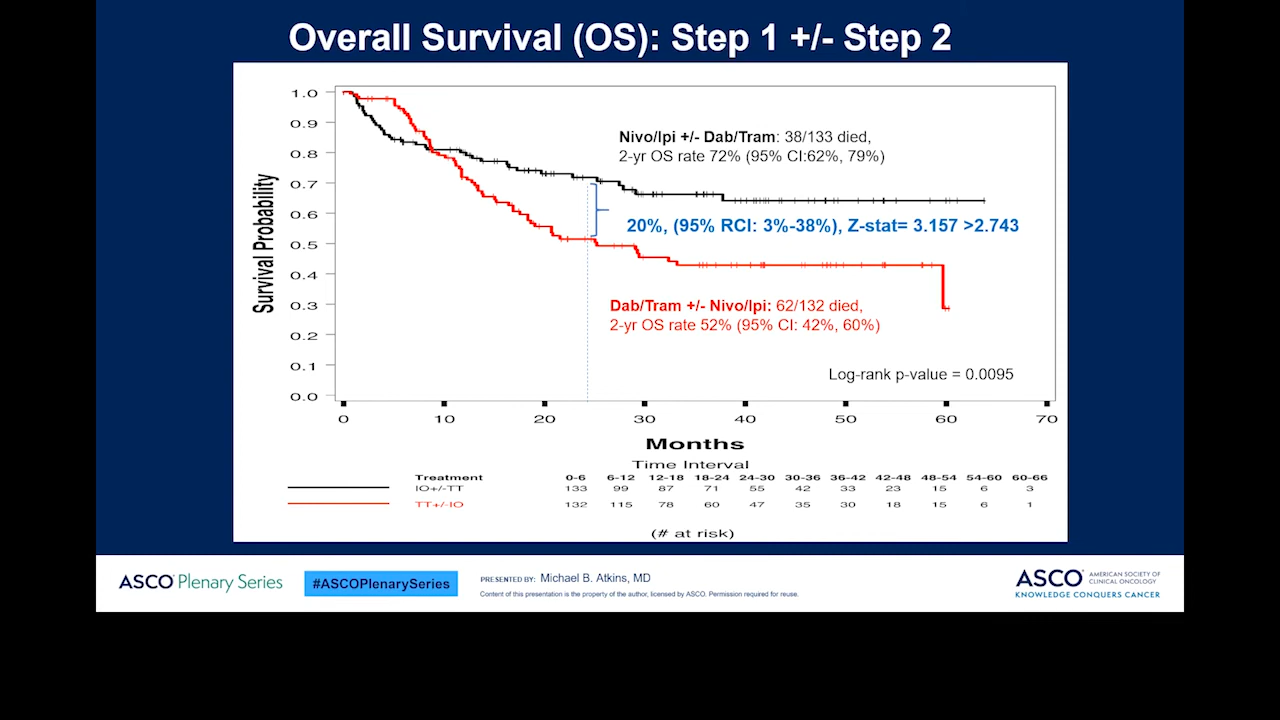 Overall Survival (OS): Step 1 +/- Step 2
1.0
0.9
0.8
0.7
0.6
0.5
0.4
0.3
0.2
0.1
0.0
Survival Probability
Nivo/Ipi +/- Dab/Tram: 38/133 died,
2-yr OS rate 72% (95% CI:62%, 79%)
20%, (95% RCI: 3%-38%), Z-stat= 3.157 >2.743
Dab/Tram +/- Nivo/Ipi: 62/132 died,
2-yr OS rate 52% (95% CI: 42%, 60%)
Log-rank p-value = 0.0095
0 10 20 30 40 50 60 70
Months
Time Interval
Treatment 0-6 6-12 12-18 18-24 24-30 30-36 36-42 42-48 48-54 54-60 60-66
IO+/-TT 133 99 87 71 55 42 33 23 15 6 3
TT+/-IO 132 115 78 60 47 35 30 18 15 6 1
(# at risk)
ASCO Plenary Series
#ASCOPlenarySeries
PRESENTED BY: Michael B. Atkins, MD
Content of this presentation is the property of the author, licensed by ASCO. Permission required for reuse.
ASCO AMERICAN SOCIETY OF
CLINICAL ONCOLOGY
KNOWLEDGE CONQUERS CANCER